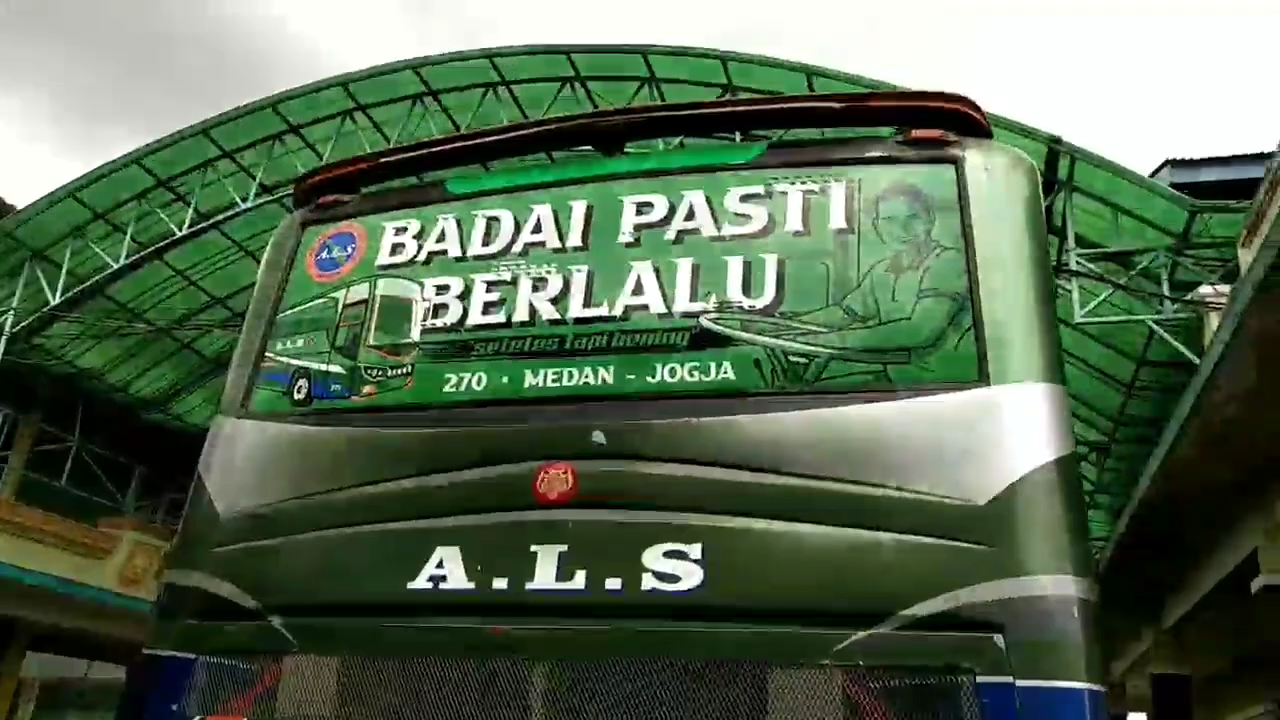 A.L.S
BADAI PASTI
BERLALU
setetes tapi bening
270 · MEDAN - JOGJA
A.L.S